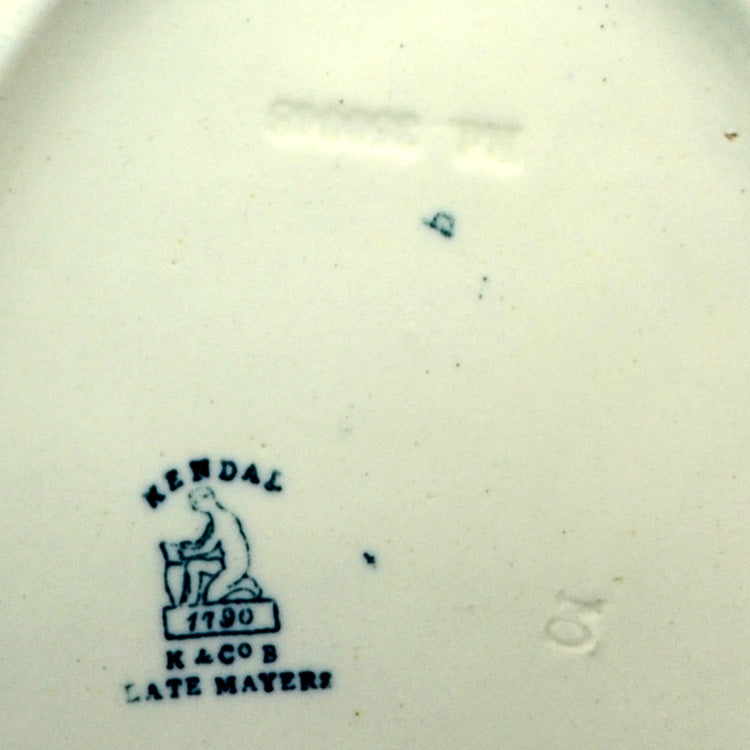 KENDAL
1790
K & Co B
LATE MAYERS
10